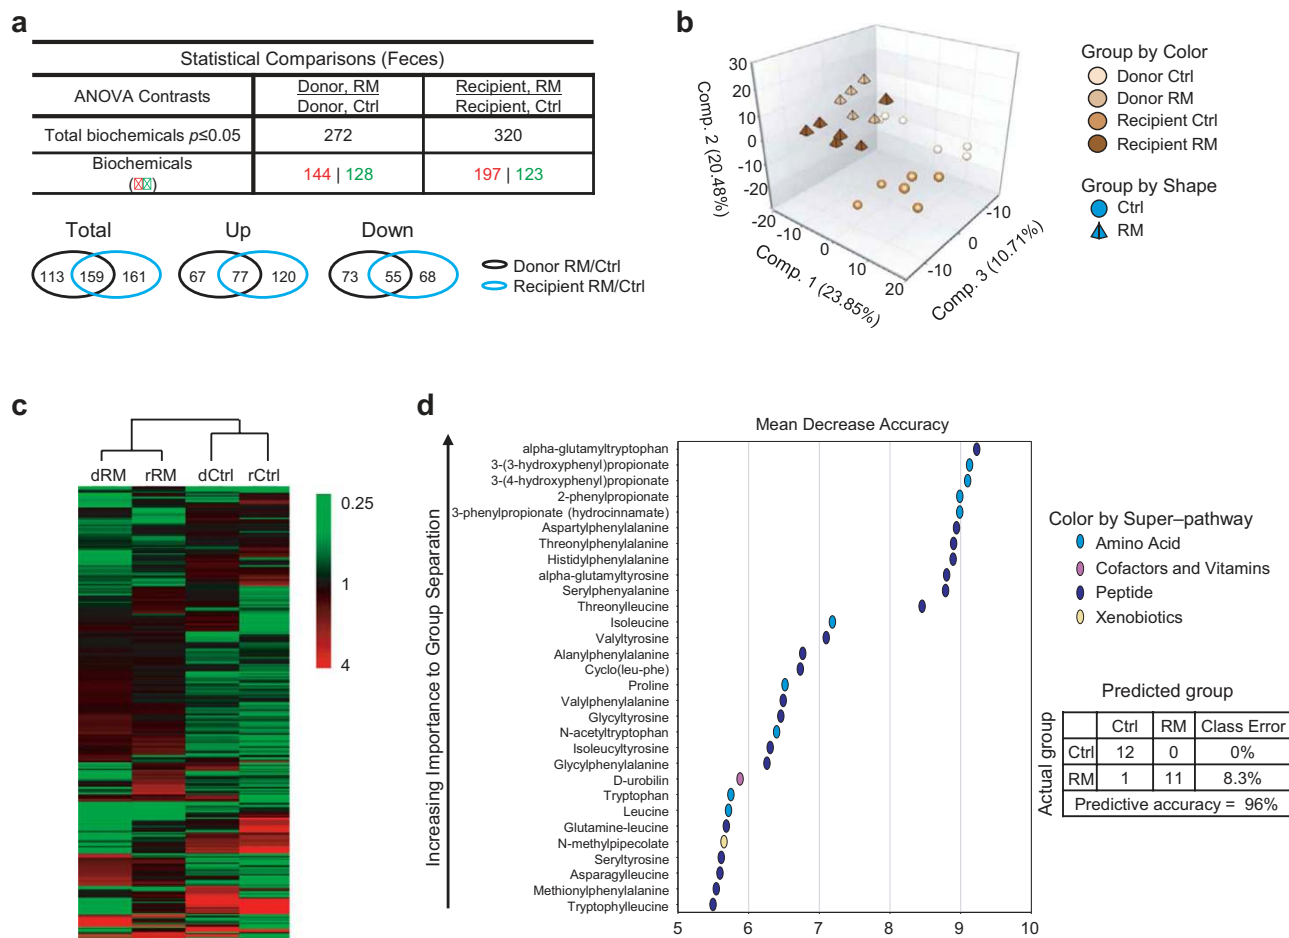 a
Statistical Comparisons (Feces)
ANOVA Contrasts
Donor, RM
Donor, Ctrl
Recipient, RM
Recipient, Ctrl
Total biochemicals p≤0.05
272
320
Biochemicals
144 | 128
197 | 123
Total
Up
Down
113 159 161
67 77 120
73 55 68
Donor RM/Ctrl
Recipient RM/Ctrl
b
30
20
10
0
-10
-20
Comp. 2 (20.48%)
-20
-10
0
10
20
Comp. 1 (23.85%)
-10
0
-10
Comp. 3 (10.71%)
Group by Color
Donor Ctrl
Donor RM
Recipient Ctrl
Recipient RM
Group by Shape
Ctrl
RM
c
dRM rRM dCtrl rCtrl
0.25
1
4
d
Mean Decrease Accuracy
Increasing Importance to Group Separation
alpha-glutamyltryptophan
3-(3-hydroxyphenyl)propionate
3-(4-hydroxyphenyl)propionate
2-phenylpropionate
3-phenylpropionate (hydrocinnamate)
Aspartylphenylalanine
Threonylphenylalanine
Histidylphenylalanine
alpha-glutamyltyrosine
Serylphenyalanine
Threonylleucine
Isoleucine
Valyltyrosine
Alanylphenylalanine
Cyclo(leu-phe)
Proline
Valylphenylalanine
Glycyltyrosine
N-acetyltryptophan
Isoleucyltyrosine
Glycylphenylalanine
D-urobilin
Tryptophan
Leucine
Glutamine-leucine
N-methylpipecolate
Seryltyrosine
Asparagylleucine
Methionylphenylalanine
Tryptophylleucine
5 6 7 8 9 10
Color by Super–pathway
Amino Acid
Cofactors and Vitamins
Peptide
Xenobiotics
Predicted group
Actual group
Ctrl RM Class Error
Ctrl 12 0 0%
RM 1 11 8.3%
Predictive accuracy = 96%